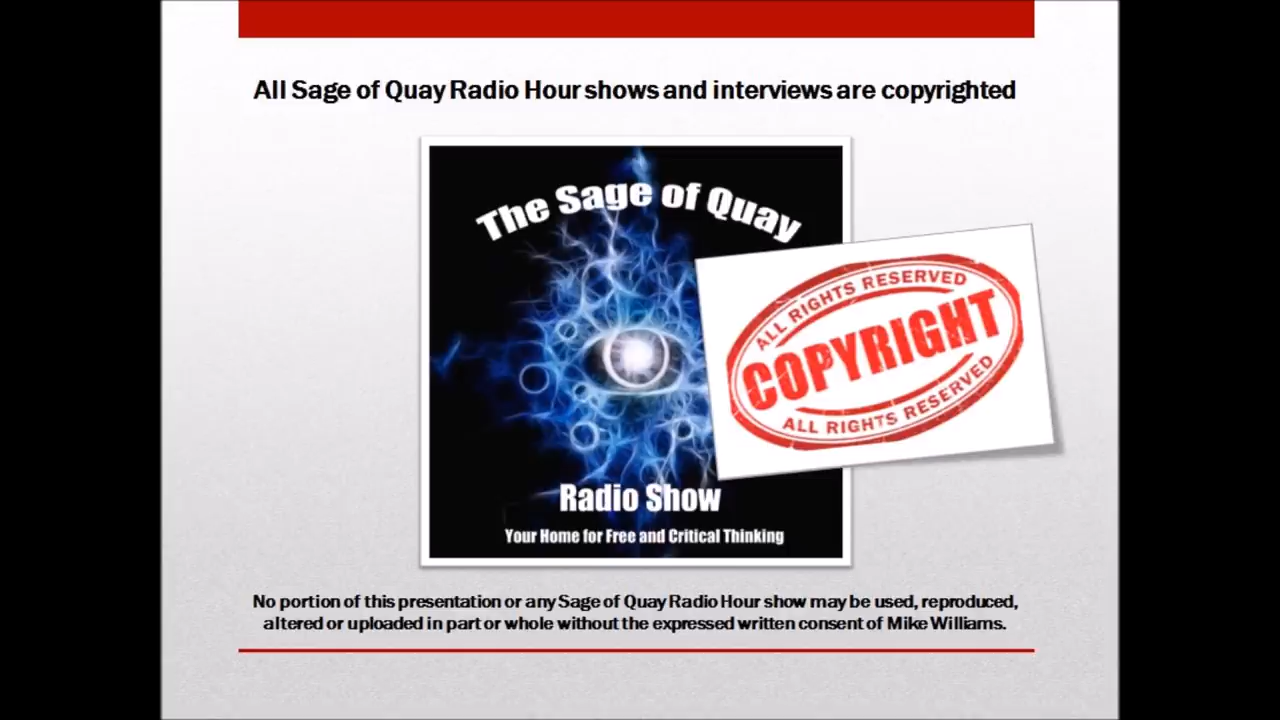 All Sage of Quay Radio Hour shows and interviews are copyrighted
The Sage of Quay
ALL RIGHTS RESERVED
COPYRIGHT
ALL RIGHTS RESERVED
Radio Show
Your Home for Free and Critical Thinking
No portion of this presentation or any Sage of Quay Radio Hour show may be used, reproduced,
altered or uploaded in part or whole without the expressed written consent of Mike Williams.